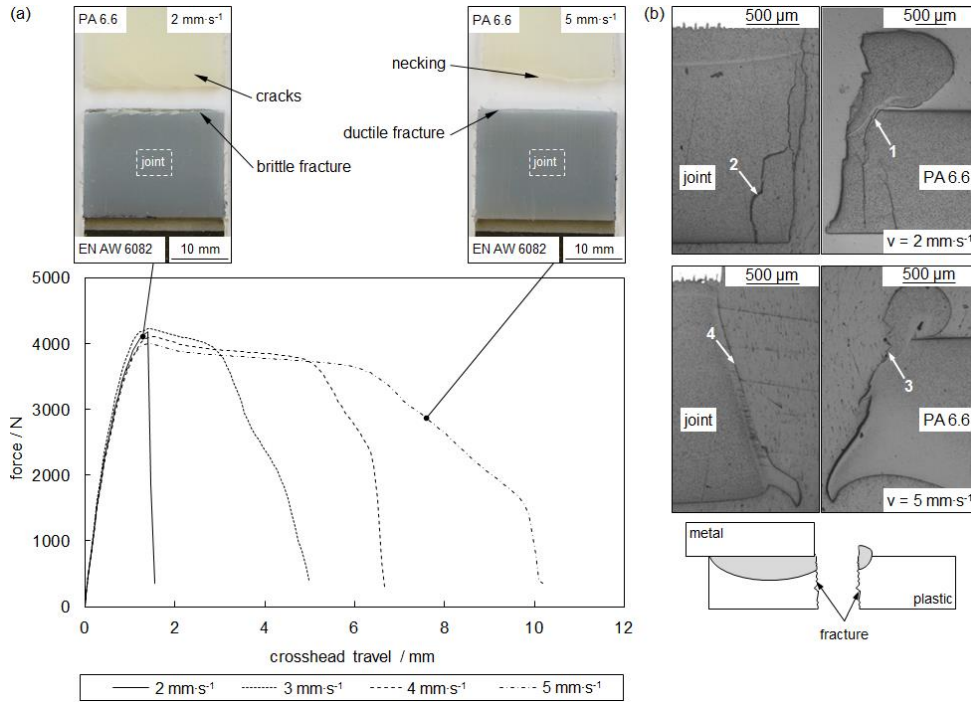 (a)
PA 6.6 2 mm·s⁻¹
cracks
brittle fracture
joint
EN AW 6082 10 mm
PA 6.6 5 mm·s⁻¹
necking
ductile fracture
joint
EN AW 6082 10 mm
force / N
5000
4000
3000
2000
1000
0
0 2 4 6 8 10 12
crosshead travel / mm
2 mm·s⁻¹ 3 mm·s⁻¹ 4 mm·s⁻¹ 5 mm·s⁻¹
(b)
500 µm 500 µm
1
2
joint PA 6.6
v = 2 mm·s⁻¹
500 µm 500 µm
4
3
joint PA 6.6
v = 5 mm·s⁻¹
metal
plastic
fracture